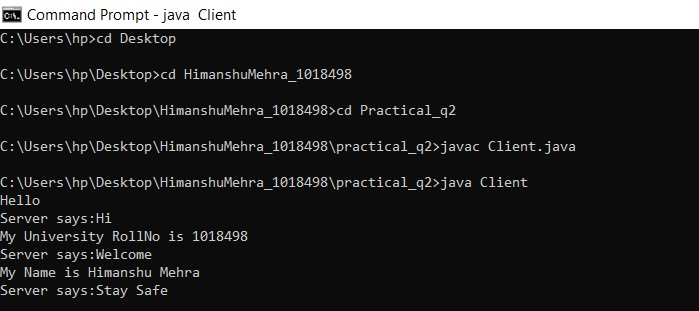 Command Prompt - java  Client
C:\Users\hp>cd Desktop
C:\Users\hp\Desktop>cd HimanshuMehra_1018498
C:\Users\hp\Desktop\HimanshuMehra_1018498>cd Practical_q2
C:\Users\hp\Desktop\HimanshuMehra_1018498\practical_q2>javac Client.java
C:\Users\hp\Desktop\HimanshuMehra_1018498\practical_q2>java Client
Hello
Server says:Hi
My University RollNo is 1018498
Server says:Welcome
My Name is Himanshu Mehra
Server says:Stay Safe